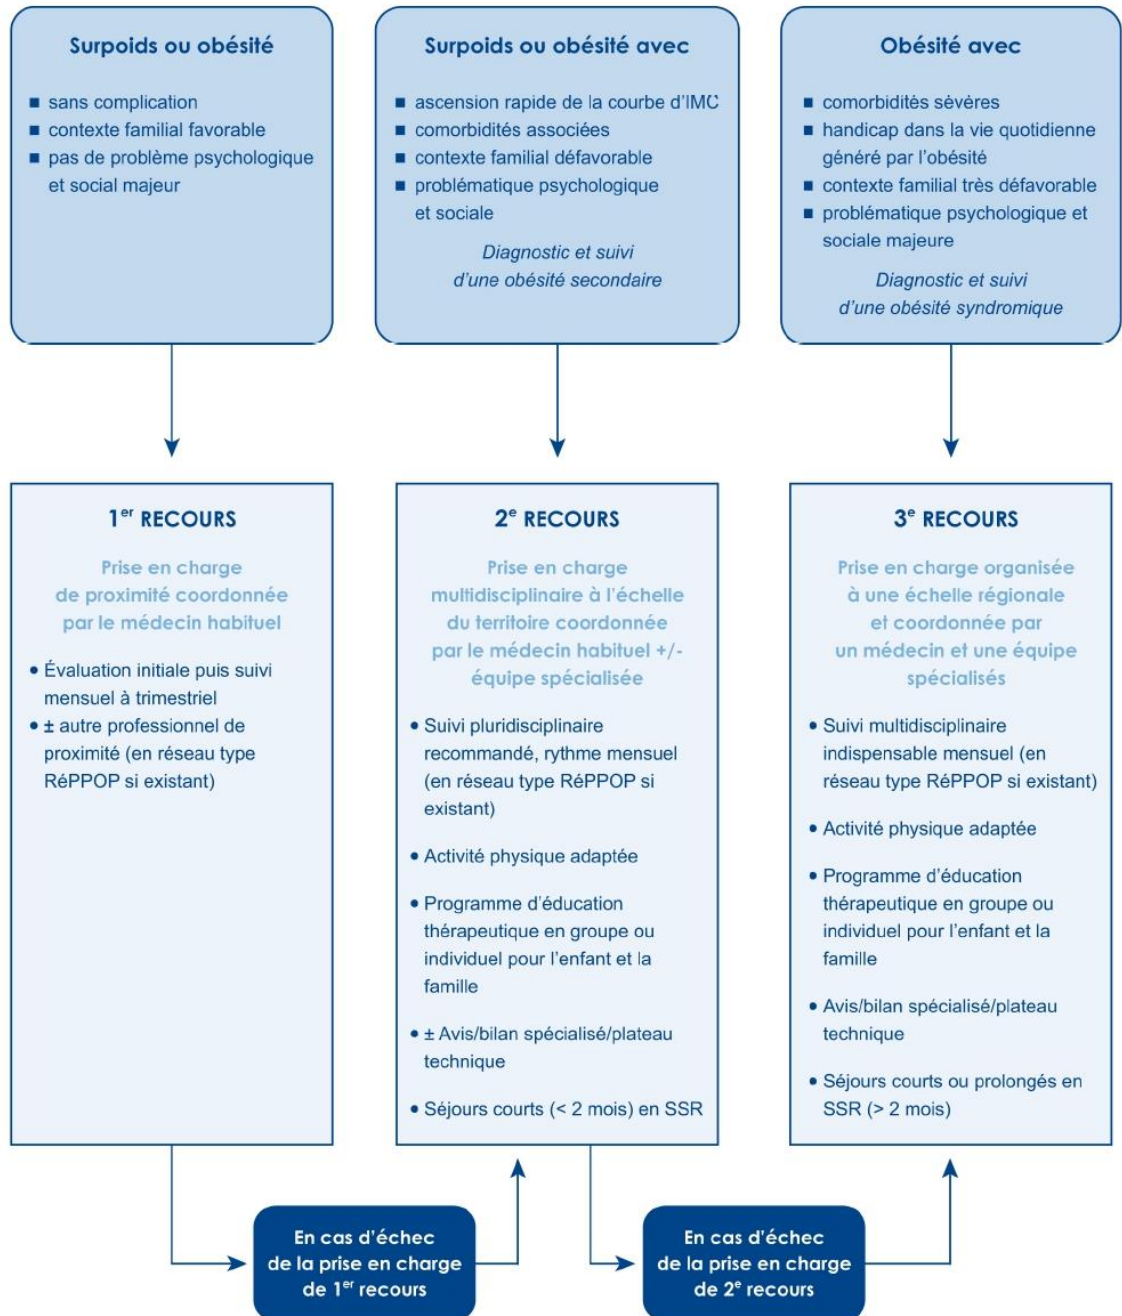 Surpoids ou obésité
■ sans complication
■ contexte familial favorable
■ pas de problème psychologique
et social majeur
Surpoids ou obésité avec
■ ascension rapide de la courbe d'IMC
■ comorbidités associées
■ contexte familial défavorable
■ problématique psychologique
et sociale
Diagnostic et suivi
d'une obésité secondaire
Obésité avec
■ comorbidités sévères
■ handicap dans la vie quotidienne
généré par l'obésité
■ contexte familial très défavorable
■ problématique psychologique et
sociale majeure
Diagnostic et suivi
d'une obésité syndromique
1er RECOURS
Prise en charge
de proximité coordonnée
par le médecin habituel
• Évaluation initiale puis suivi
mensuel à trimestriel
• ± autre professionnel de
proximité (en réseau type
RéPPOP si existant)
2e RECOURS
Prise en charge
multidisciplinaire à l'échelle
du territoire coordonnée
par le médecin habituel +/-
équipe spécialisée
• Suivi pluridisciplinaire
recommandé, rythme mensuel
(en réseau type RéPPOP si
existant)
• Activité physique adaptée
• Programme d'éducation
thérapeutique en groupe ou
individuel pour l'enfant et la
famille
• ± Avis/bilan spécialisé/plateau
technique
• Séjours courts (< 2 mois) en SSR
3e RECOURS
Prise en charge organisée
à une échelle régionale
et coordonnée par
un médecin et une équipe
spécialisés
• Suivi multidisciplinaire
indispensable mensuel (en
réseau type RéPPOP si existant)
• Activité physique adaptée
• Programme d'éducation
thérapeutique en groupe ou
individuel pour l'enfant et la
famille
• Avis/bilan spécialisé/plateau
technique
• Séjours courts ou prolongés en
SSR (> 2 mois)
En cas d'échec
de la prise en charge
de 1er recours
En cas d'échec
de la prise en charge
de 2e recours